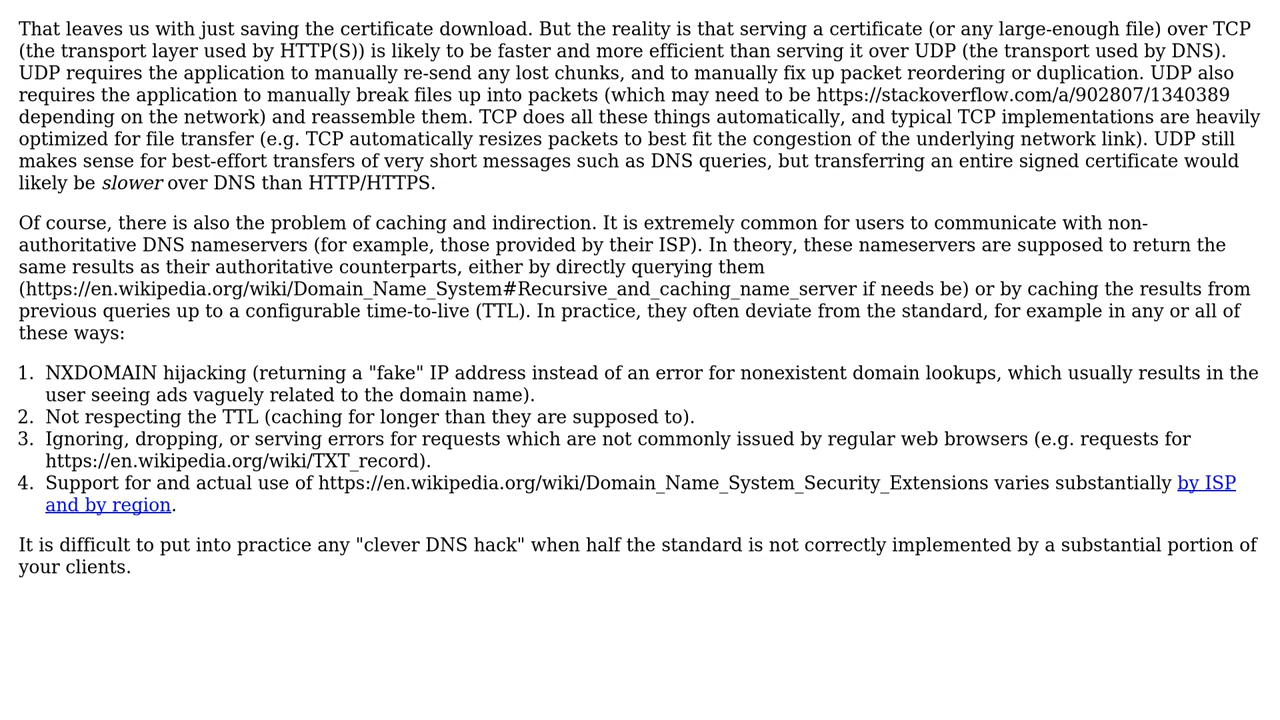 That leaves us with just saving the certificate download. But the reality is that serving a certificate (or any large-enough file) over TCP
(the transport layer used by HTTP(S)) is likely to be faster and more efficient than serving it over UDP (the transport used by DNS).
UDP requires the application to manually re-send any lost chunks, and to manually fix up packet reordering or duplication. UDP also
requires the application to manually break files up into packets (which may need to be https://stackoverflow.com/a/902807/1340389
depending on the network) and reassemble them. TCP does all these things automatically, and typical TCP implementations are heavily
optimized for file transfer (e.g. TCP automatically resizes packets to best fit the congestion of the underlying network link). UDP still
makes sense for best-effort transfers of very short messages such as DNS queries, but transferring an entire signed certificate would
likely be slower over DNS than HTTP/HTTPS.
Of course, there is also the problem of caching and indirection. It is extremely common for users to communicate with non-
authoritative DNS nameservers (for example, those provided by their ISP). In theory, these nameservers are supposed to return the
same results as their authoritative counterparts, either by directly querying them
(https://en.wikipedia.org/wiki/Domain_Name_System#Recursive_and_caching_name_server if needs be) or by caching the results from
previous queries up to a configurable time-to-live (TTL). In practice, they often deviate from the standard, for example in any or all of
these ways:
1. NXDOMAIN hijacking (returning a "fake" IP address instead of an error for nonexistent domain lookups, which usually results in the
user seeing ads vaguely related to the domain name).
2. Not respecting the TTL (caching for longer than they are supposed to).
3. Ignoring, dropping, or serving errors for requests which are not commonly issued by regular web browsers (e.g. requests for
https://en.wikipedia.org/wiki/TXT_record).
4. Support for and actual use of https://en.wikipedia.org/wiki/Domain_Name_System_Security_Extensions varies substantially by ISP
and by region.
It is difficult to put into practice any "clever DNS hack" when half the standard is not correctly implemented by a substantial portion of
your clients.